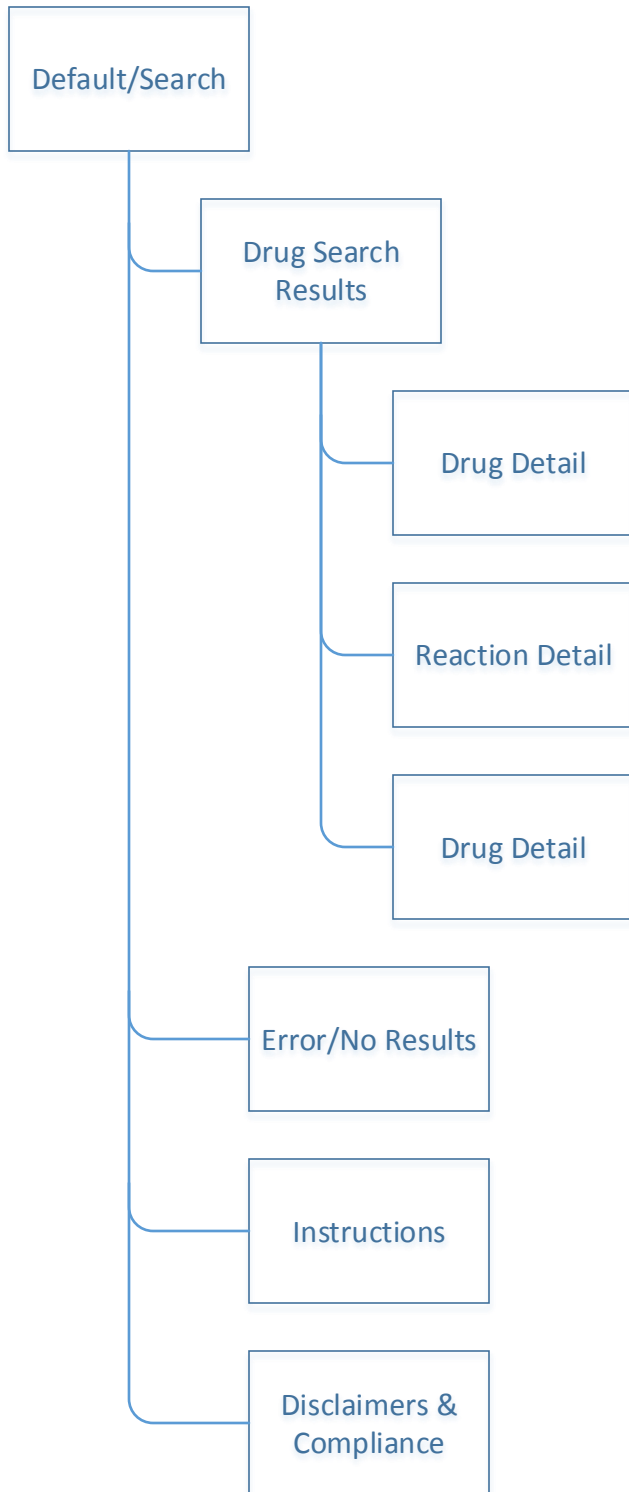 Default/Search
Drug Search
Results
Drug Detail
Reaction Detail
Drug Detail
Error/No Results
Instructions
Disclaimers &
Compliance